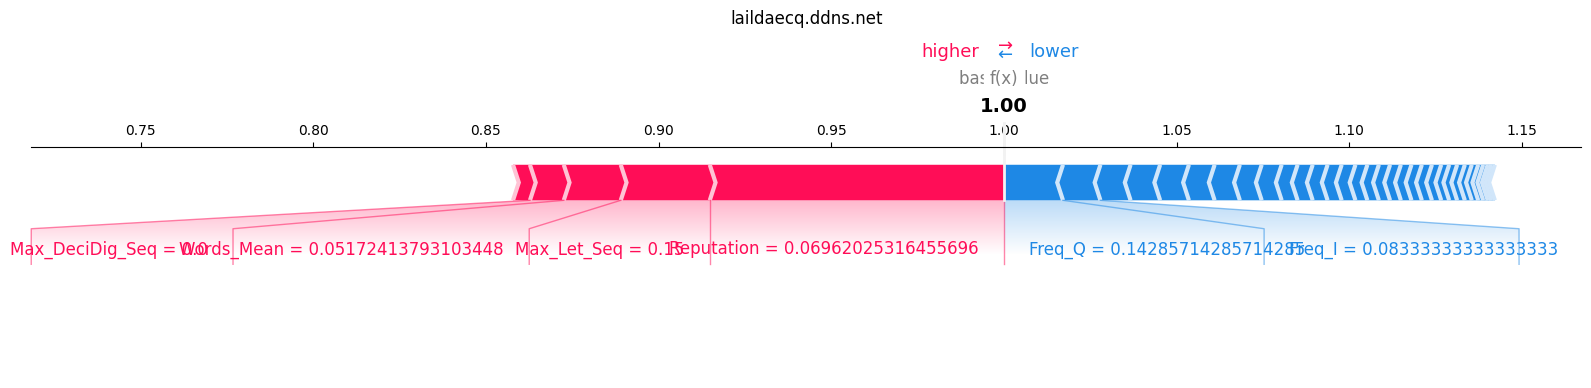 laildaecq.ddns.net
higher ⇄ lower
f(x)
1.00
0.75 0.80 0.85 0.90 0.95 1.00 1.05 1.10 1.15
Max_DeciDig_Seq = 0.0 Words_Mean = 0.05172413793103448 Max_Let_Seq = 0.15 Reputation = 0.06962025316455696 Freq_Q = 0.14285714285714285 Freq_I = 0.08333333333333333